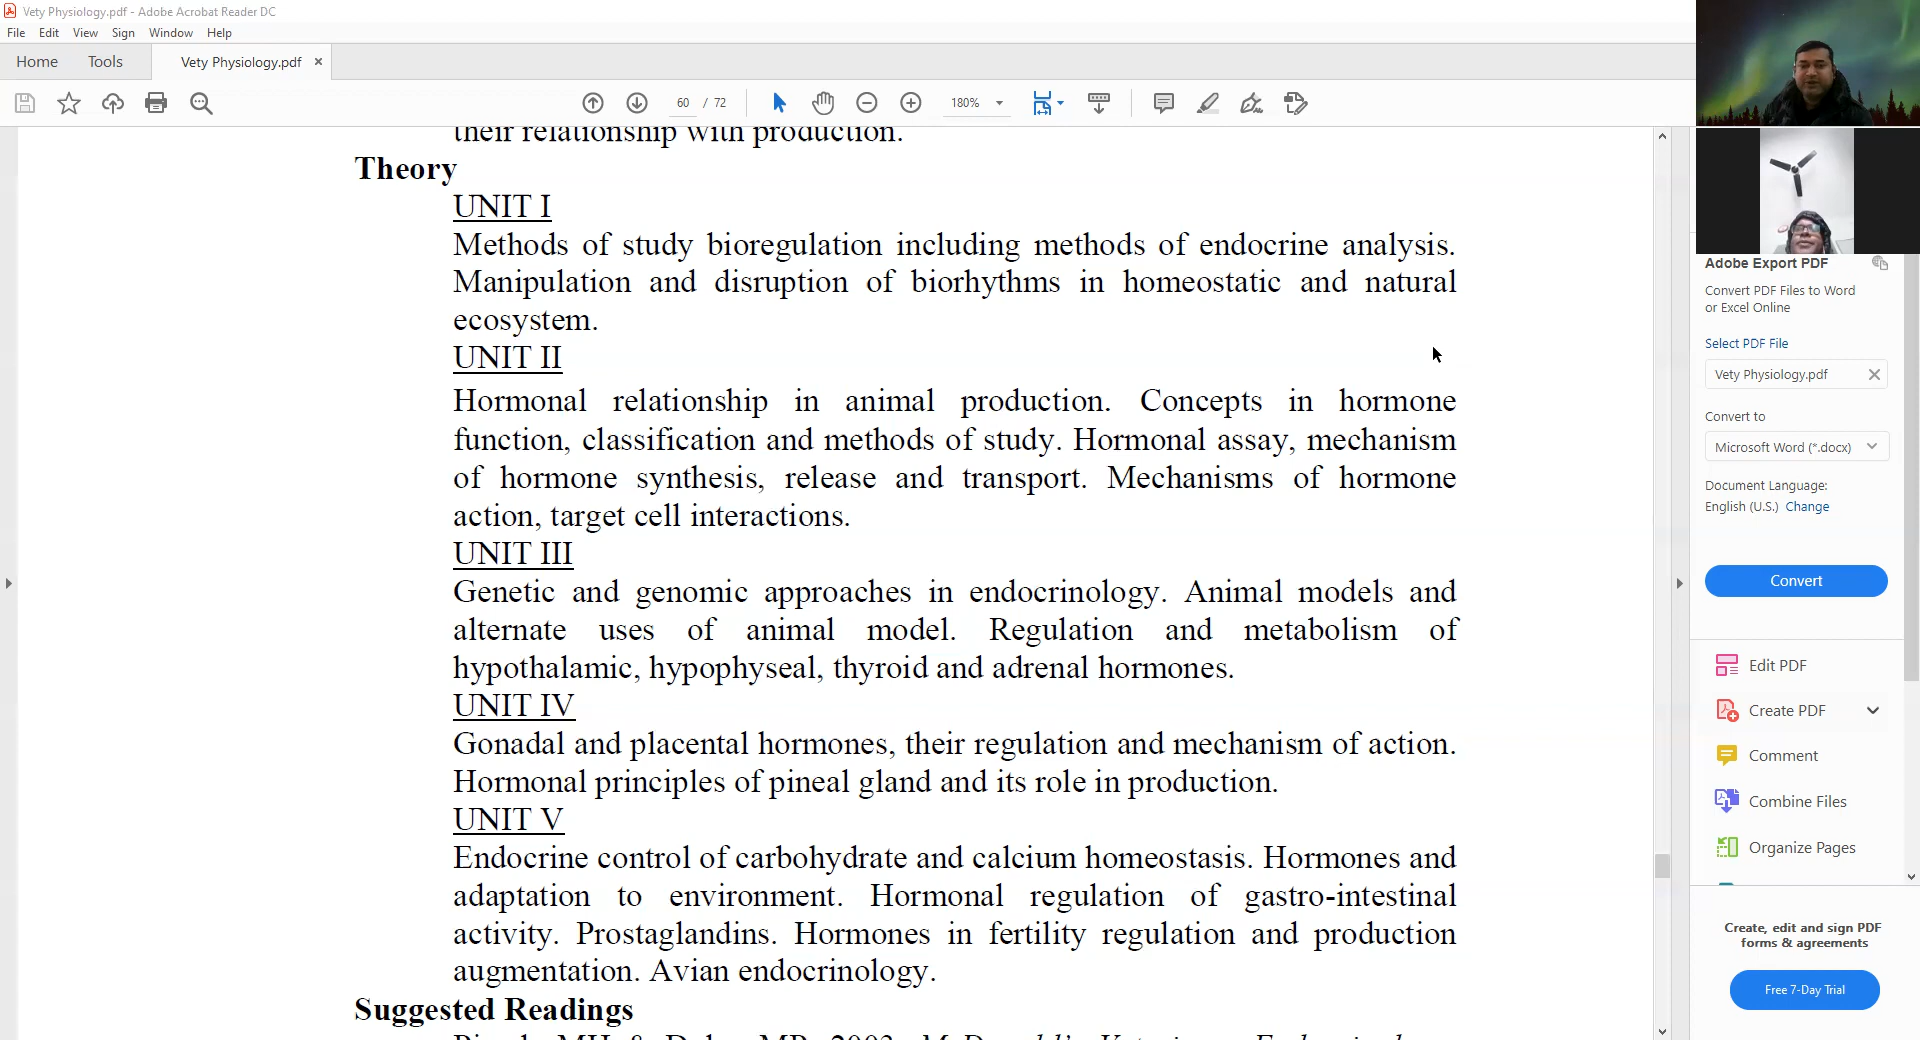 Vety Physiology.pdf - Adobe Acrobat Reader DC
File Edit View Sign Window Help
Home Tools Vety Physiology.pdf ×
60 / 72 180%
their relationship with production.
Theory
UNIT I
Methods of study bioregulation including methods of endocrine analysis.
Manipulation and disruption of biorhythms in homeostatic and natural
ecosystem.
UNIT II
Hormonal relationship in animal production. Concepts in hormone
function, classification and methods of study. Hormonal assay, mechanism
of hormone synthesis, release and transport. Mechanisms of hormone
action, target cell interactions.
UNIT III
Genetic and genomic approaches in endocrinology. Animal models and
alternate uses of animal model. Regulation and metabolism of
hypothalamic, hypophyseal, thyroid and adrenal hormones.
UNIT IV
Gonadal and placental hormones, their regulation and mechanism of action.
Hormonal principles of pineal gland and its role in production.
UNIT V
Endocrine control of carbohydrate and calcium homeostasis. Hormones and
adaptation to environment. Hormonal regulation of gastro-intestinal
activity. Prostaglandins. Hormones in fertility regulation and production
augmentation. Avian endocrinology.
Suggested Readings
MP 2003
Adobe Export PDF
Convert PDF Files to Word
or Excel Online
Select PDF File
Vety Physiology.pdf
Convert to
Microsoft Word (*.docx)
Document Language:
English (U.S.) Change
Convert
Edit PDF
Create PDF
Comment
Combine Files
Organize Pages
Create, edit and sign PDF
forms & agreements
Free 7-Day Trial